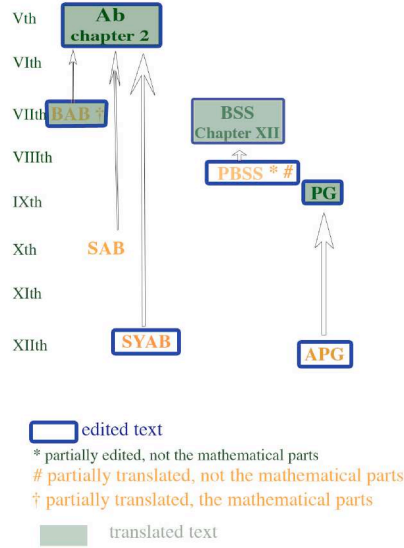 Vth
Ab
chapter 2
VIth
VIIth
BAB †
BSS
Chapter XII
VIIIth
PBSS * #
IXth
PG
Xth
SAB
XIth
XIIth
SYAB
APG
edited text
* partially edited, not the mathematical parts
# partially translated, not the mathematical parts
† partially translated, the mathematical parts
translated text